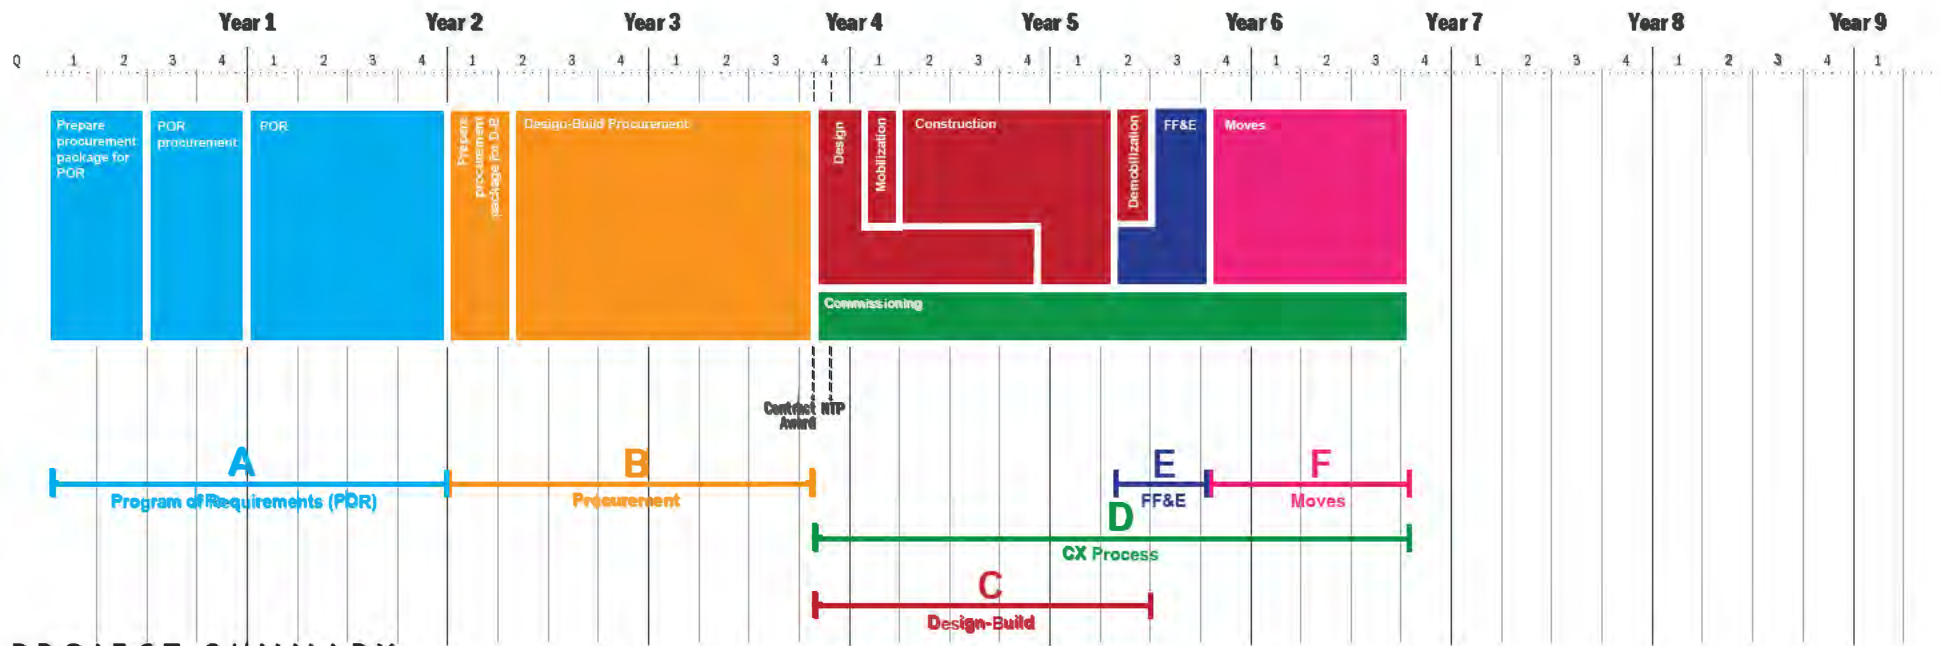 Year 1 Year 2 Year 3 Year 4 Year 5 Year 6 Year 7 Year 8 Year 9
Q 1 2 3 4 1 2 3 4 1 2 3 4 1 2 3 4 1 2 3 4 1 2 3 4 1 2 3 4 1 2 3 4 1 2 3 4 1
Prepare
procurement
package for
POR
POR
procurement
POR
Prepare
procurement
package for D-B
Design-Build Procurement
Design
Mobilization
Construction
Demobilization
FF&E
Moves
Commissioning
Contract
Award
NTP
A
Program of Requirements (POR)
B
Procurement
E
FF&E
F
Moves
D
CX Process
C
Design-Build
PROJECT SUMMARY